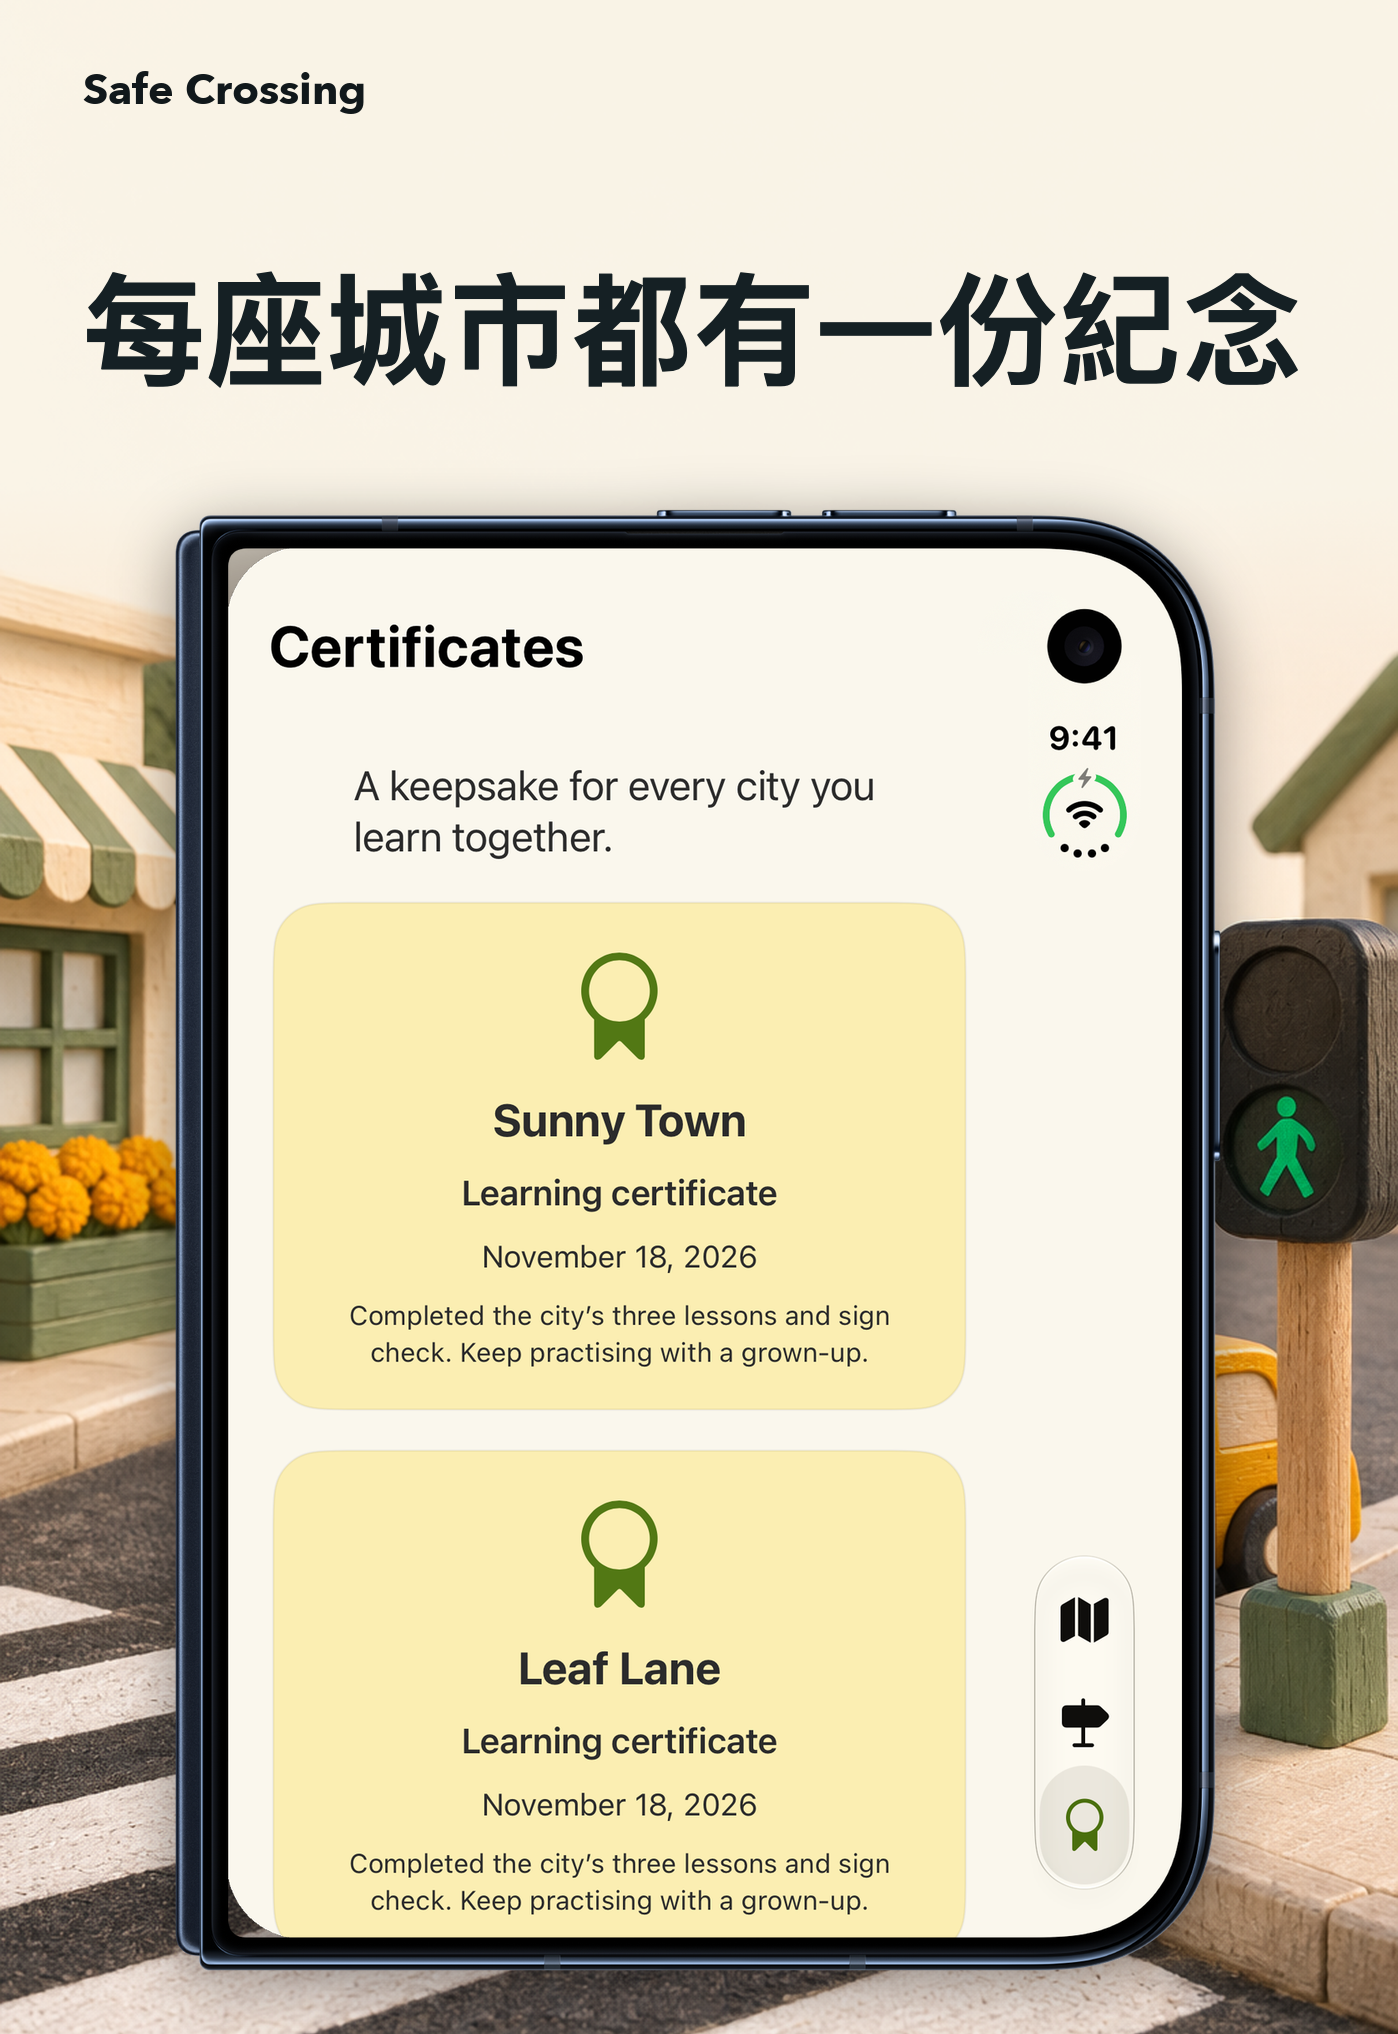 Safe Crossing
每座城市都有一份紀念
Certificates
9:41
A keepsake for every city you
learn together.
Sunny Town
Learning certificate
November 18, 2026
Completed the city’s three lessons and sign
check. Keep practising with a grown-up.
Leaf Lane
Learning certificate
November 18, 2026
Completed the city’s three lessons and sign
check. Keep practising with a grown-up.